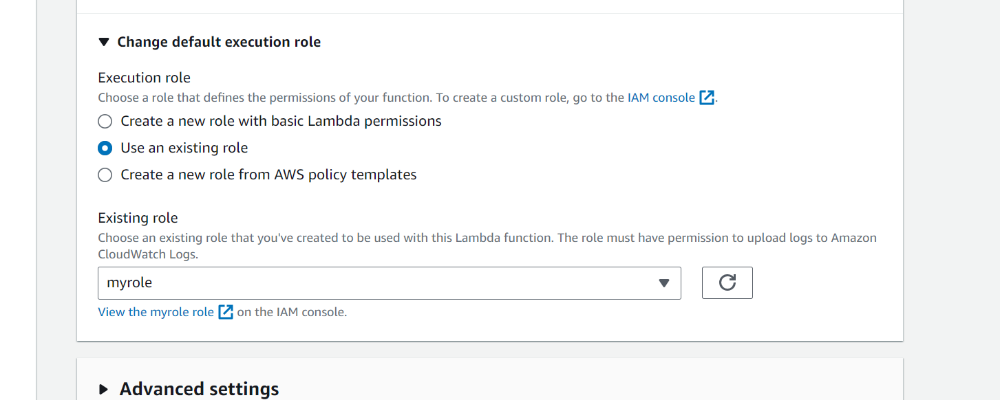 Change default execution role
Execution role
Choose a role that defines the permissions of your function. To create a custom role, go to the IAM console.
Create a new role with basic Lambda permissions
Use an existing role
Create a new role from AWS policy templates
Existing role
Choose an existing role that you've created to be used with this Lambda function. The role must have permission to upload logs to Amazon
CloudWatch Logs.
myrole
View the myrole role on the IAM console.
Advanced settings